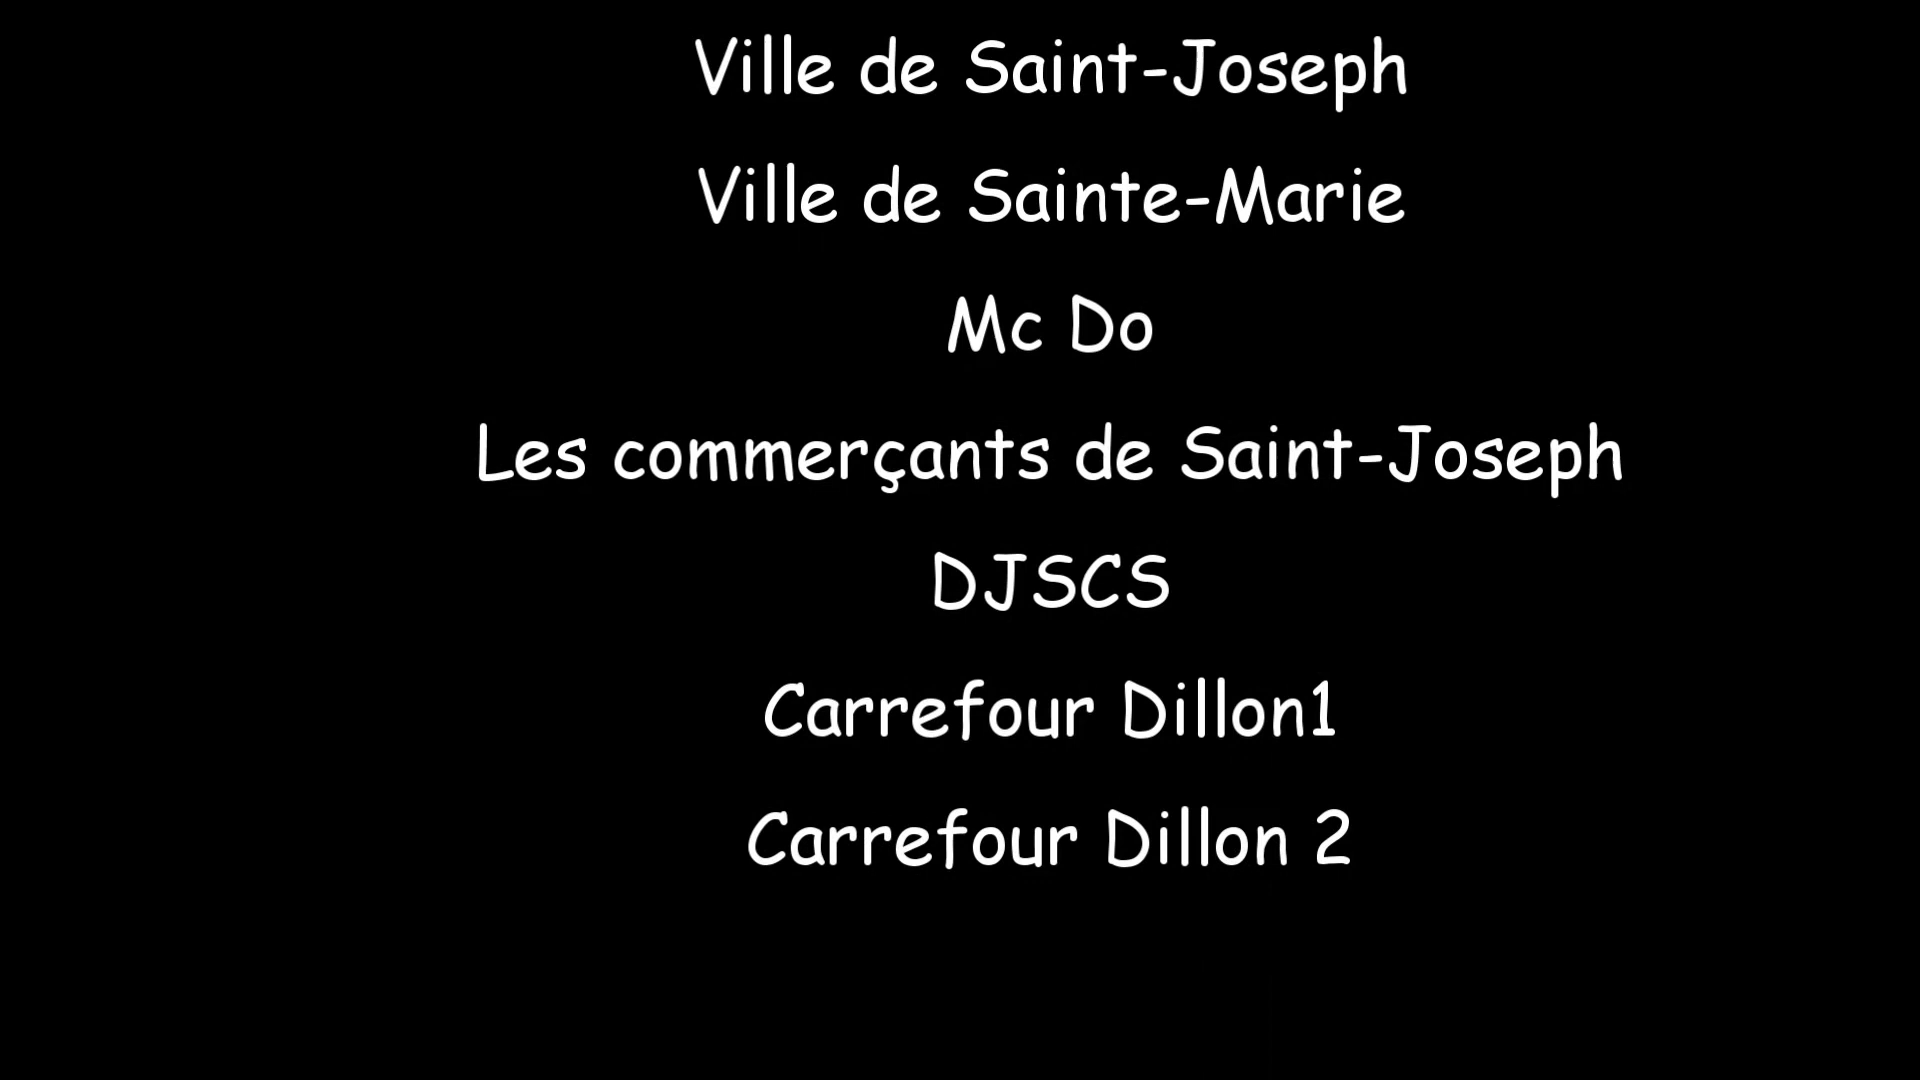 Ville de Saint-Joseph
Ville de Sainte-Marie
Mc Do
Les commerçants de Saint-Joseph
DJSCS
Carrefour Dillon1
Carrefour Dillon 2